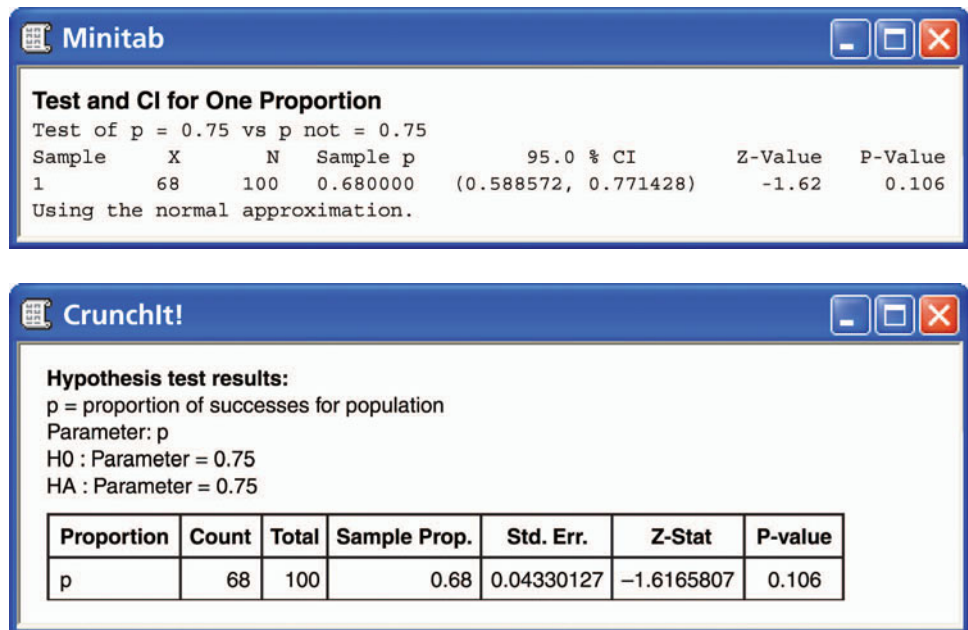 Minitab
Test and CI for One Proportion
Test of p = 0.75 vs p not = 0.75
Sample X N Sample p 95.0 % CI Z-Value P-Value
1 68 100 0.680000 (0.588572, 0.771428) -1.62 0.106
Using the normal approximation.
CrunchIt!
Hypothesis test results:
p = proportion of successes for population
Parameter: p
H0 : Parameter = 0.75
HA : Parameter = 0.75
Proportion Count Total Sample Prop. Std. Err. Z-Stat P-value
p 68 100 0.68 0.04330127 –1.6165807 0.106